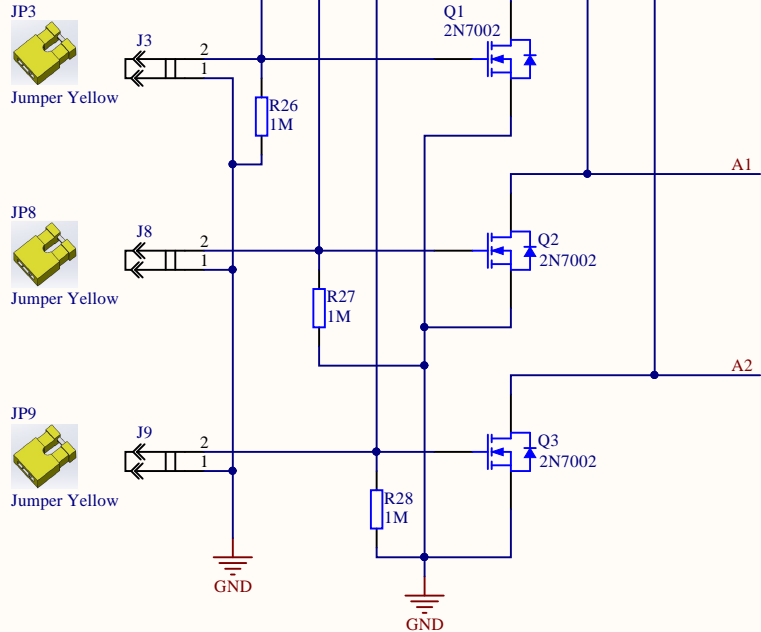 JP3
Jumper Yellow
J3
2
1
R26
1M
Q1
2N7002
A1
JP8
Jumper Yellow
J8
2
1
R27
1M
Q2
2N7002
A2
JP9
Jumper Yellow
J9
2
1
R28
1M
Q3
2N7002
GND
GND